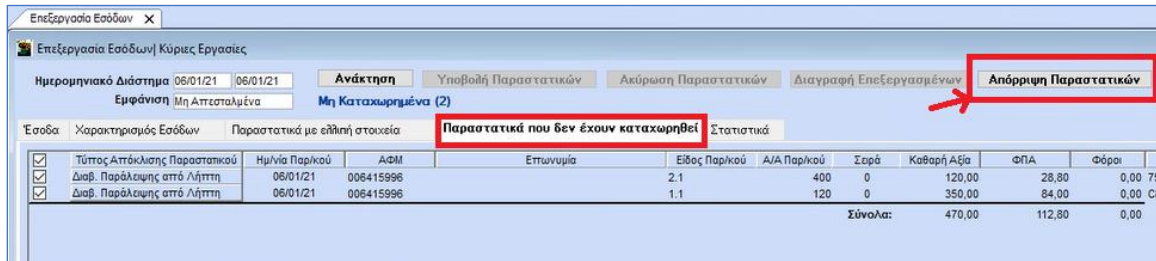 Επεξεργασία Εσόδων X
Επεξεργασία Εσόδων| Κύριες Εργασίες
Ημερομηνιακό Διάστημα 06/01/21 06/01/21 Ανάκτηση Υποβολή Παραστατικών Ακύρωση Παραστατικών Διαγραφή Επεξεργασμένων Απόρριψη Παραστατικών
Εμφάνιση Μη Απεσταλμένα Μη Καταχωρημένα (2)
Έσοδα Χαρακτηρισμός Εσόδων Παραστατικά με ελλιπή στοιχεία Παραστατικά που δεν έχουν καταχωρηθεί Στατιστικά
Τύπος Απόκλισης Παραστατικού Ημ/νία Παρ/κού ΑΦΜ Επωνυμία Είδος Παρ/κού Α/Α Παρ/κού Σειρά Καθαρή Αξία ΦΠΑ Φόροι
Διαβ. Παράλειψης από Λήπτη 06/01/21 006415996 2.1 400 0 120,00 28,80 0,00 75
Διαβ. Παράλειψης από Λήπτη 06/01/21 006415996 1.1 120 0 350,00 84,00 0,00
Σύνολα: 470,00 112,80 0,00